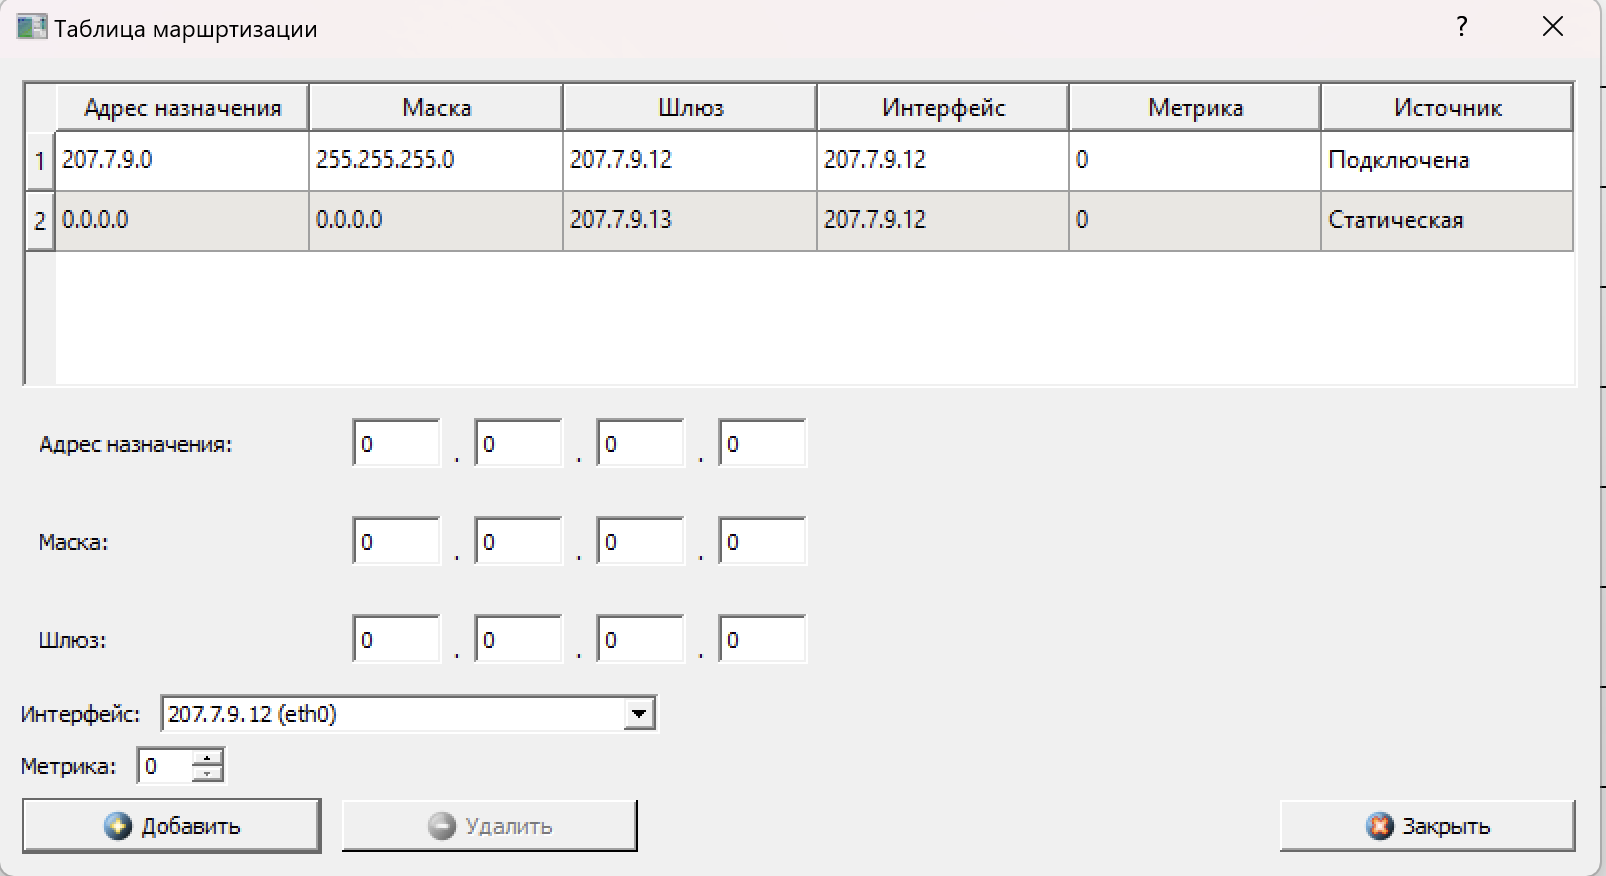 Таблица маршртизации ?
Адрес назначения Маска Шлюз Интерфейс Метрика Источник
1 207.7.9.0 255.255.255.0 207.7.9.12 207.7.9.12 0 Подключена
2 0.0.0.0 0.0.0.0 207.7.9.13 207.7.9.12 0 Статическая
Адрес назначения: 0 . 0 . 0 . 0
Маска: 0 . 0 . 0 . 0
Шлюз: 0 . 0 . 0 . 0
Интерфейс: 207.7.9.12 (eth0)
Метрика: 0
Добавить Удалить Закрыть